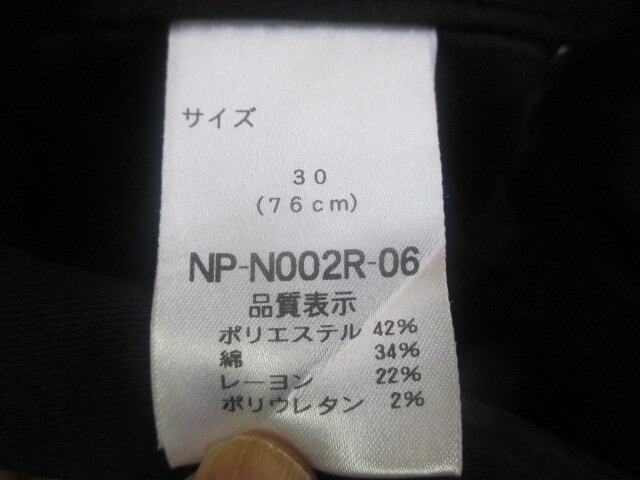 サイズ
30
(76cm)
NP-N002R-06
品質表示
ポリエステル 42%
綿 34%
レーヨン 22%
ポリウレタン 2%